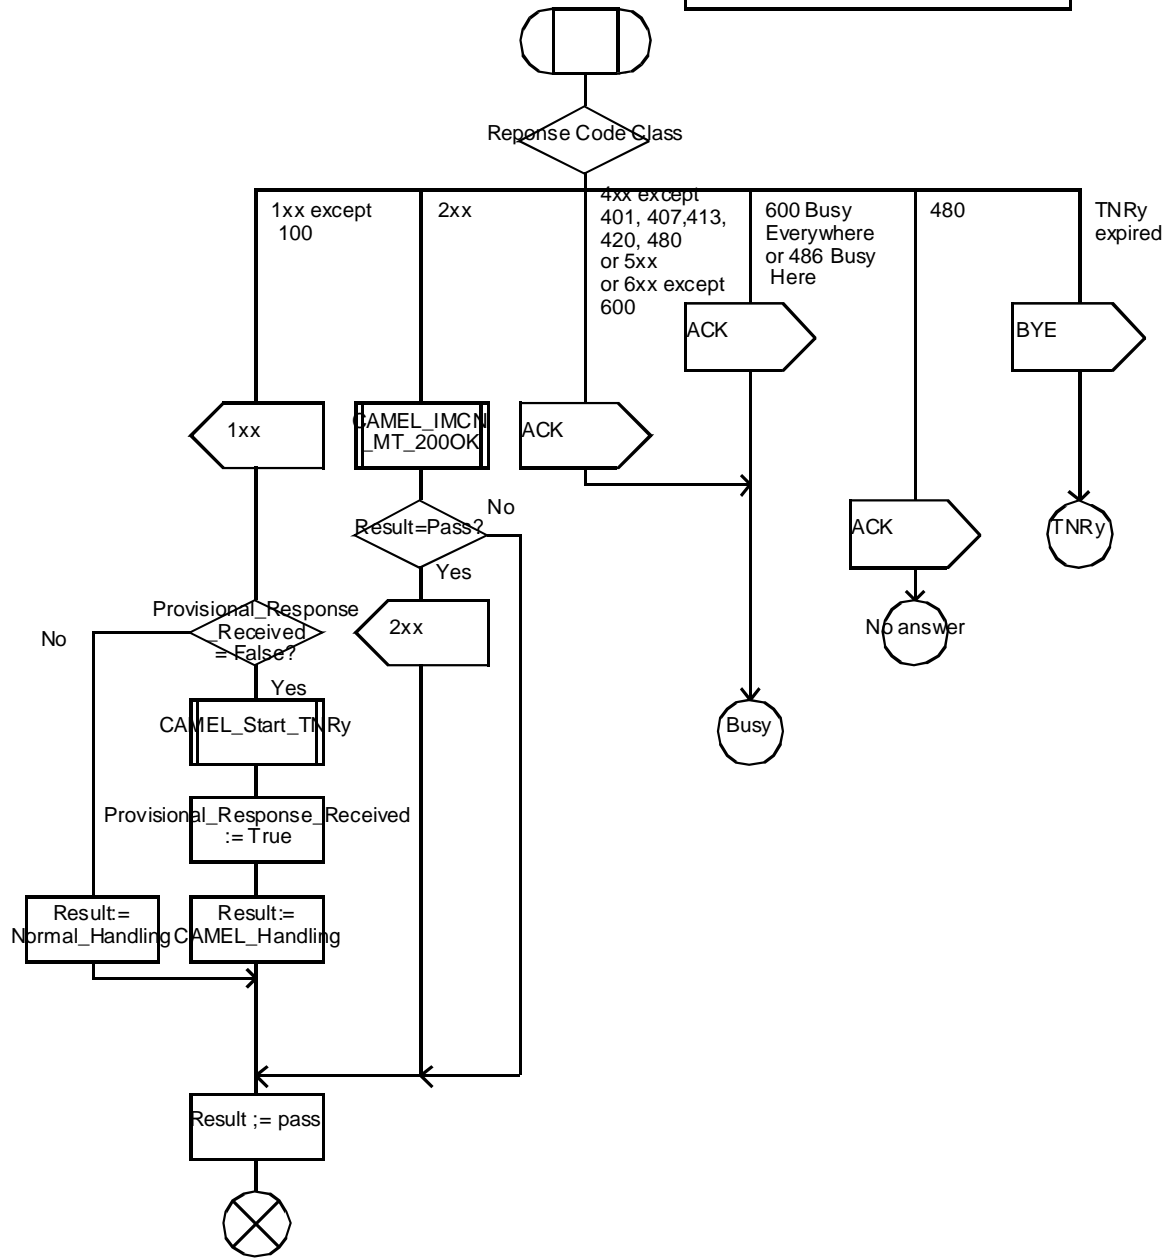 Reponse Code Class
1xx except
100
2xx
4xx except
401, 407,413,
420, 480
or 5xx
or 6xx except
600
600 Busy
Everywhere
or 486 Busy
Here
480
TNRy
expired
ACK
BYE
1xx
CAMEL_IMCN
_MT_200OK
ACK
Result=Pass?
No
Yes
ACK
TNRy
Provisional_Response
_Received
= False?
No
Yes
2xx
No answer
CAMEL_Start_TNRy
Busy
Provisional_Response_Received
:= True
Result:=
Normal_Handling
Result:=
CAMEL_Handling
Result ;= pass